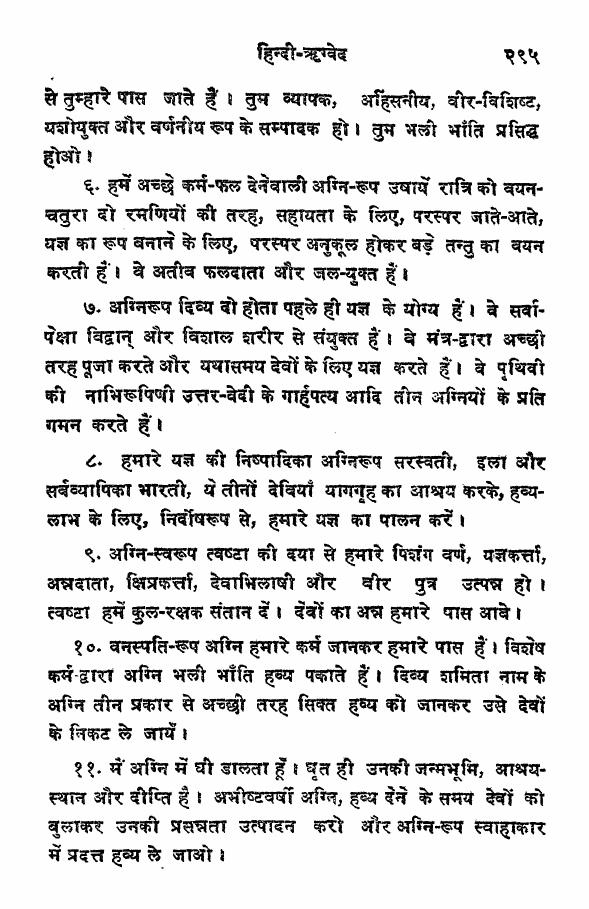 हिन्दी-ऋग्वेद २९५
से तुम्हारे पास जाते हैं। तुम व्यापक, अहिंसनीय, वीर-विशिष्ट,
यशोयुक्त और वर्णनीय रूप के सम्पादक हो। तुम भली भाँति प्रसिद्ध
होओ।
६. हमें अच्छे कर्म-फल देनेवाली अग्नि-रूप उषायें रात्रि को वयन-
चतुरा दो रमणियों की तरह, सहायता के लिए, परस्पर जाते-आते,
यज्ञ का रूप बनाने के लिए, परस्पर अनुकूल होकर बड़े तन्तु का वयन
करती हैं। वे अतीव फलदाता और जल-युक्त हैं।
७. अग्निरूप दिव्य दो होता पहले ही यज्ञ के योग्य हैं। वे सर्वा-
पेक्षा विद्वान् और विशाल शरीर से संयुक्त हैं। वे मंत्र-द्वारा अच्छी
तरह पूजा करते और यथासमय देवों के लिए यज्ञ करते हैं। वे पृथिवी
की नाभिरूपिणी उत्तर-वेदी के गार्हपत्य आदि तीन अग्नियों के प्रति
गमन करते हैं।
८. हमारे यज्ञ की निष्पादिका अग्निरूप सरस्वती, इला और
सर्वव्यापिका भारती, ये तीनों देवियाँ यागगृह का आश्रय करके, हव्य-
लाभ के लिए, निर्दोषरूप से, हमारे यज्ञ का पालन करें।
९. अग्नि-स्वरूप त्वष्टा की दया से हमारे पिशंग वर्ण, यज्ञकर्त्ता,
अन्नदाता, क्षिप्रकर्त्ता, देवाभिलाषी और वीर पुत्र उत्पन्न हो।
त्वष्टा हमें कुल-रक्षक संतान दें। देवों का अन्न हमारे पास आवे।
१०. वनस्पति-रूप अग्नि हमारे कर्म जानकर हमारे पास हैं। विशेष
कर्म-द्वारा अग्नि भली भाँति हव्य पकाते हैं। दिव्य शमिता नाम के
अग्नि तीन प्रकार से अच्छी तरह सिक्त हव्य को जानकर उसे देवों
के निकट ले जायें।
११. मैं अग्नि में घी डालता हूँ। घृत ही उनकी जन्मभूमि, आश्रय-
स्थान और दीप्ति है। अभीष्टवर्षी अग्नि, हव्य देने के समय देवों को
बुलाकर उनकी प्रसन्नता उत्पादन करो और अग्नि-रूप स्वाहाकार
में प्रदत्त हव्य ले जाओ।